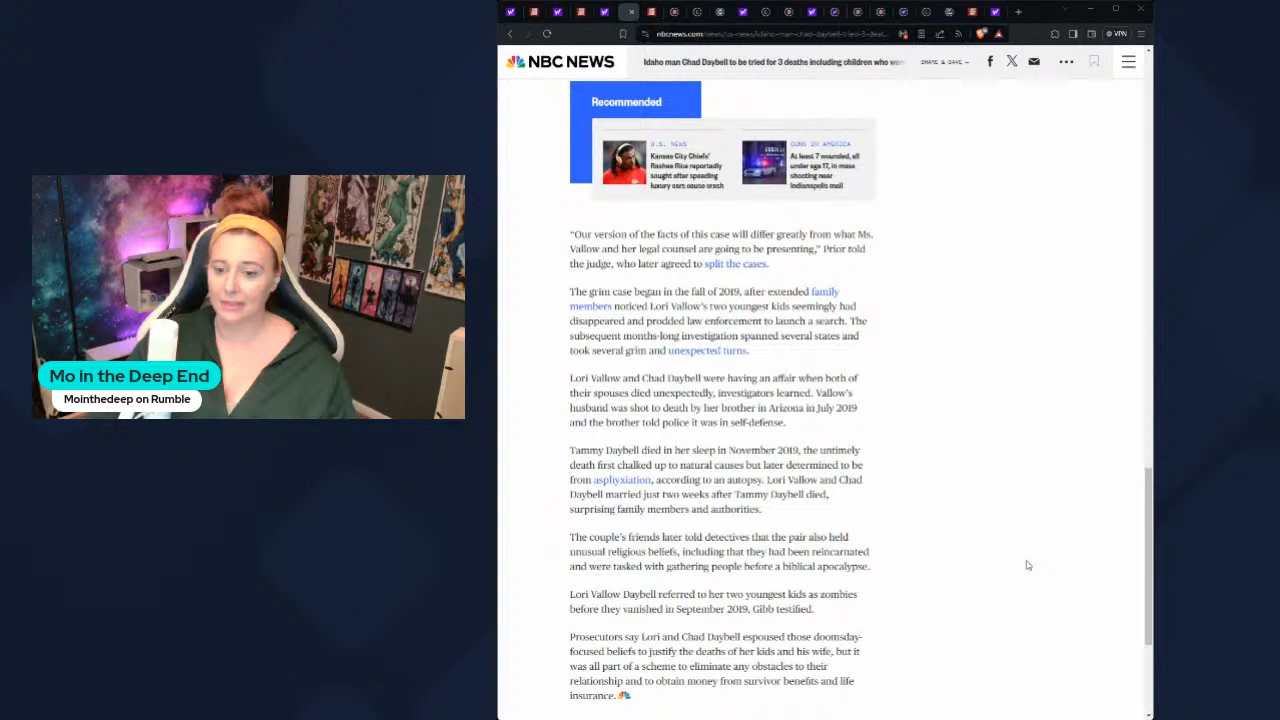 nbcnews.com/news/us-news/idaho-man-chad-daybell-tried-3-deat...
VPN
NBC NEWS
Idaho man Chad Daybell to be tried for 3 deaths including children who we
SHARE & SAVE —
Recommended
U.S. NEWS
Kansas City Chiefs'
Rashee Rice reportedly
sought after speeding
luxury cars cause crash
GUNS IN AMERICA
At least 7 wounded, all
under age 17, in mass
shooting near
Indianapolis mall
“Our version of the facts of this case will differ greatly from what Ms.
Vallow and her legal counsel are going to be presenting,” Prior told
the judge, who later agreed to split the cases.
The grim case began in the fall of 2019, after extended family
members noticed Lori Vallow’s two youngest kids seemingly had
disappeared and prodded law enforcement to launch a search. The
subsequent months-long investigation spanned several states and
took several grim and unexpected turns.
Lori Vallow and Chad Daybell were having an affair when both of
their spouses died unexpectedly, investigators learned. Vallow’s
husband was shot to death by her brother in Arizona in July 2019
and the brother told police it was in self-defense.
Tammy Daybell died in her sleep in November 2019, the untimely
death first chalked up to natural causes but later determined to be
from asphyxiation, according to an autopsy. Lori Vallow and Chad
Daybell married just two weeks after Tammy Daybell died,
surprising family members and authorities.
The couple’s friends later told detectives that the pair also held
unusual religious beliefs, including that they had been reincarnated
and were tasked with gathering people before a biblical apocalypse.
Lori Vallow Daybell referred to her two youngest kids as zombies
before they vanished in September 2019, Gibb testified.
Prosecutors say Lori and Chad Daybell espoused those doomsday-
focused beliefs to justify the deaths of her kids and his wife, but it
was all part of a scheme to eliminate any obstacles to their
relationship and to obtain money from survivor benefits and life
insurance.
Mo in the Deep End
Mointhedeep on Rumble